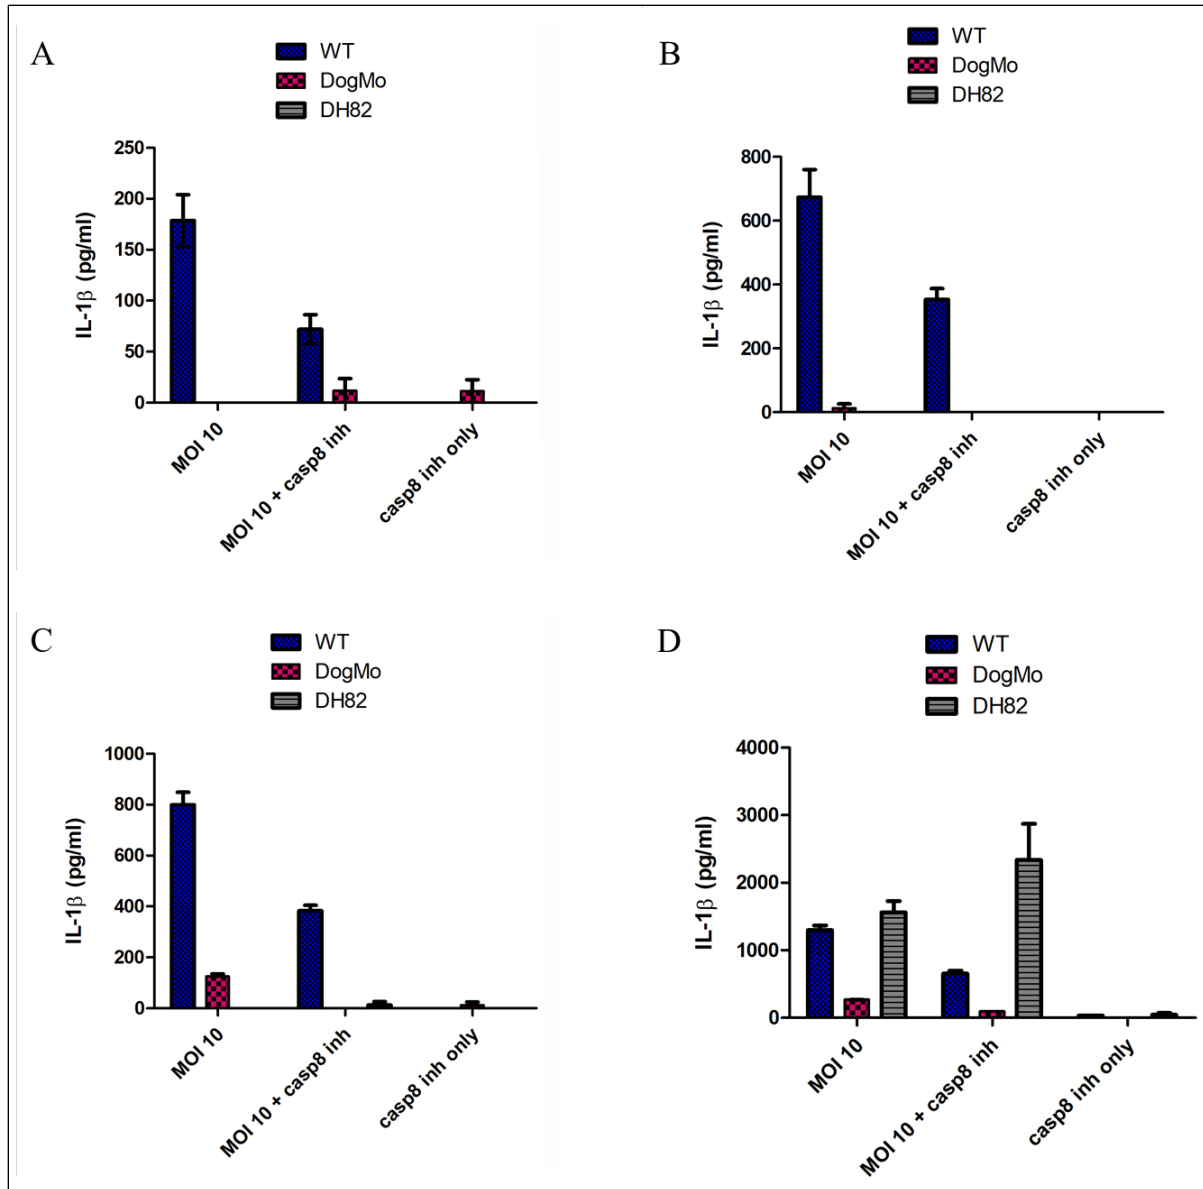 A
WT
DogMo
DH82
IL-1β (pg/ml)
250
200
150
100
50
0
MOI 10
MOI 10 + casp8 inh
casp8 inh only
B
WT
DogMo
DH82
IL-1β (pg/ml)
800
600
400
200
0
MOI 10
MOI 10 + casp8 inh
casp8 inh only
C
WT
DogMo
DH82
IL-1β (pg/ml)
1000
800
600
400
200
0
MOI 10
MOI 10 + casp8 inh
casp8 inh only
D
WT
DogMo
DH82
IL-1β (pg/ml)
4000
3000
2000
1000
0
MOI 10
MOI 10 + casp8 inh
casp8 inh only